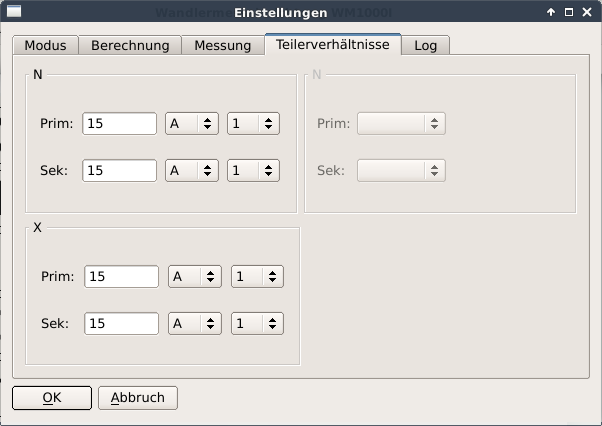 Einstellungen
Modus Berechnung Messung Teilerverhältnisse Log
N N
Prim: 15 A 1 Prim:
Sek: 15 A 1 Sek:
X
Prim: 15 A 1
Sek: 15 A 1
OK Abbruch